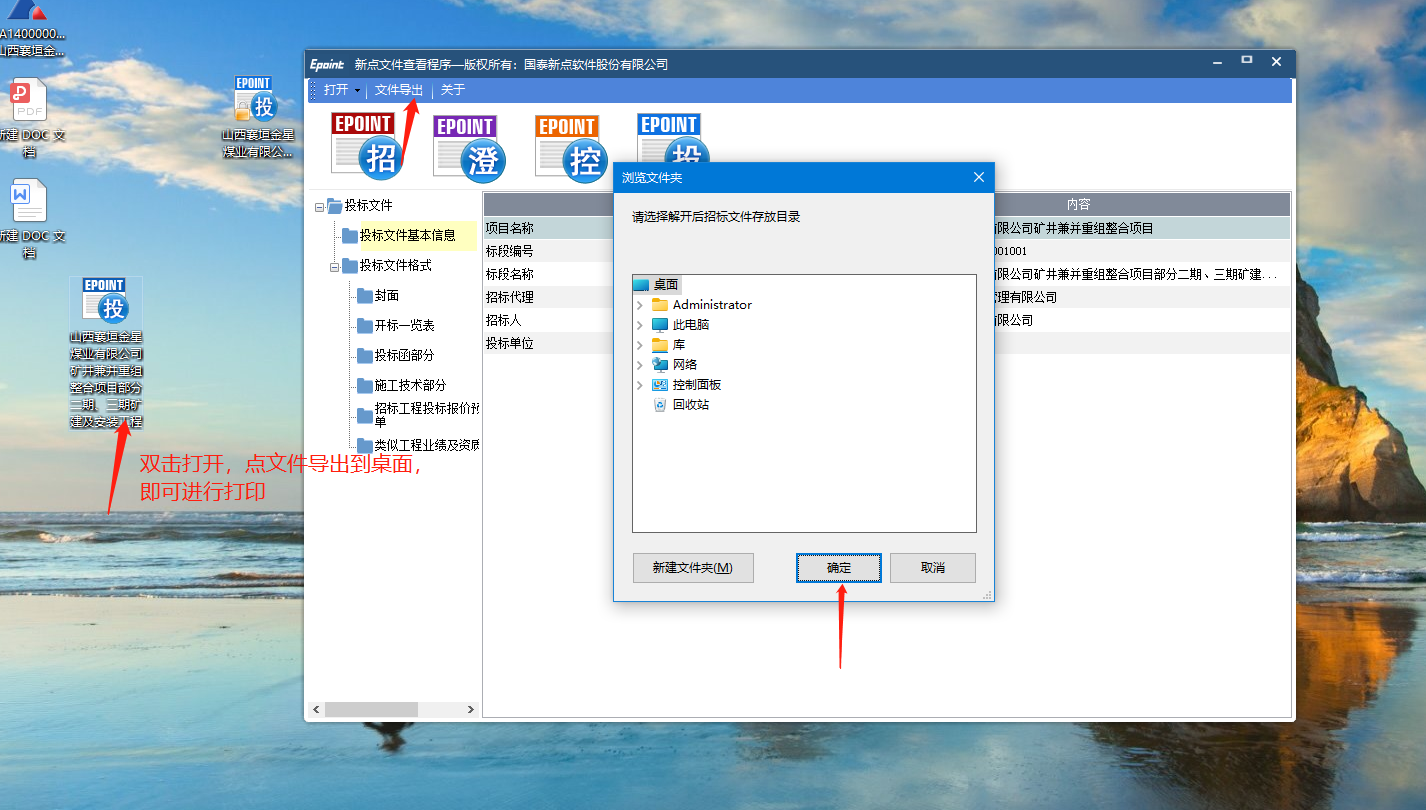 A1400000...
山西襄垣金...
PDF
新建 DOC 文
档
W
新建 DOC 文
档
EPOINT
投
山西襄垣金星
煤业有限公...
EPOINT
投
山西襄垣金星
煤业有限公司
矿井兼并重组
整合项目部分
二期、三期矿
建及安装工程
双击打开，点文件导出到桌面，
即可进行打印
Epoint 新点文件查看程序—版权所有：国泰新点软件股份有限公司
打开 文件导出 关于
EPOINT 招
EPOINT 澄
EPOINT 控
EPOINT 投
投标文件
投标文件基本信息
投标文件格式
封面
开标一览表
投标函部分
施工技术部分
招标工程投标报价预
单
类似工程业绩及资质
内容
项目名称 有限公司矿井兼并重组整合项目
标段编号 001001
标段名称 有限公司矿井兼并重组整合项目部分二期、三期矿建...
招标代理 管理有限公司
招标人 有限公司
投标单位
浏览文件夹
请选择解开后招标文件存放目录
桌面
Administrator
此电脑
库
网络
控制面板
回收站
新建文件夹(M) 确定 取消